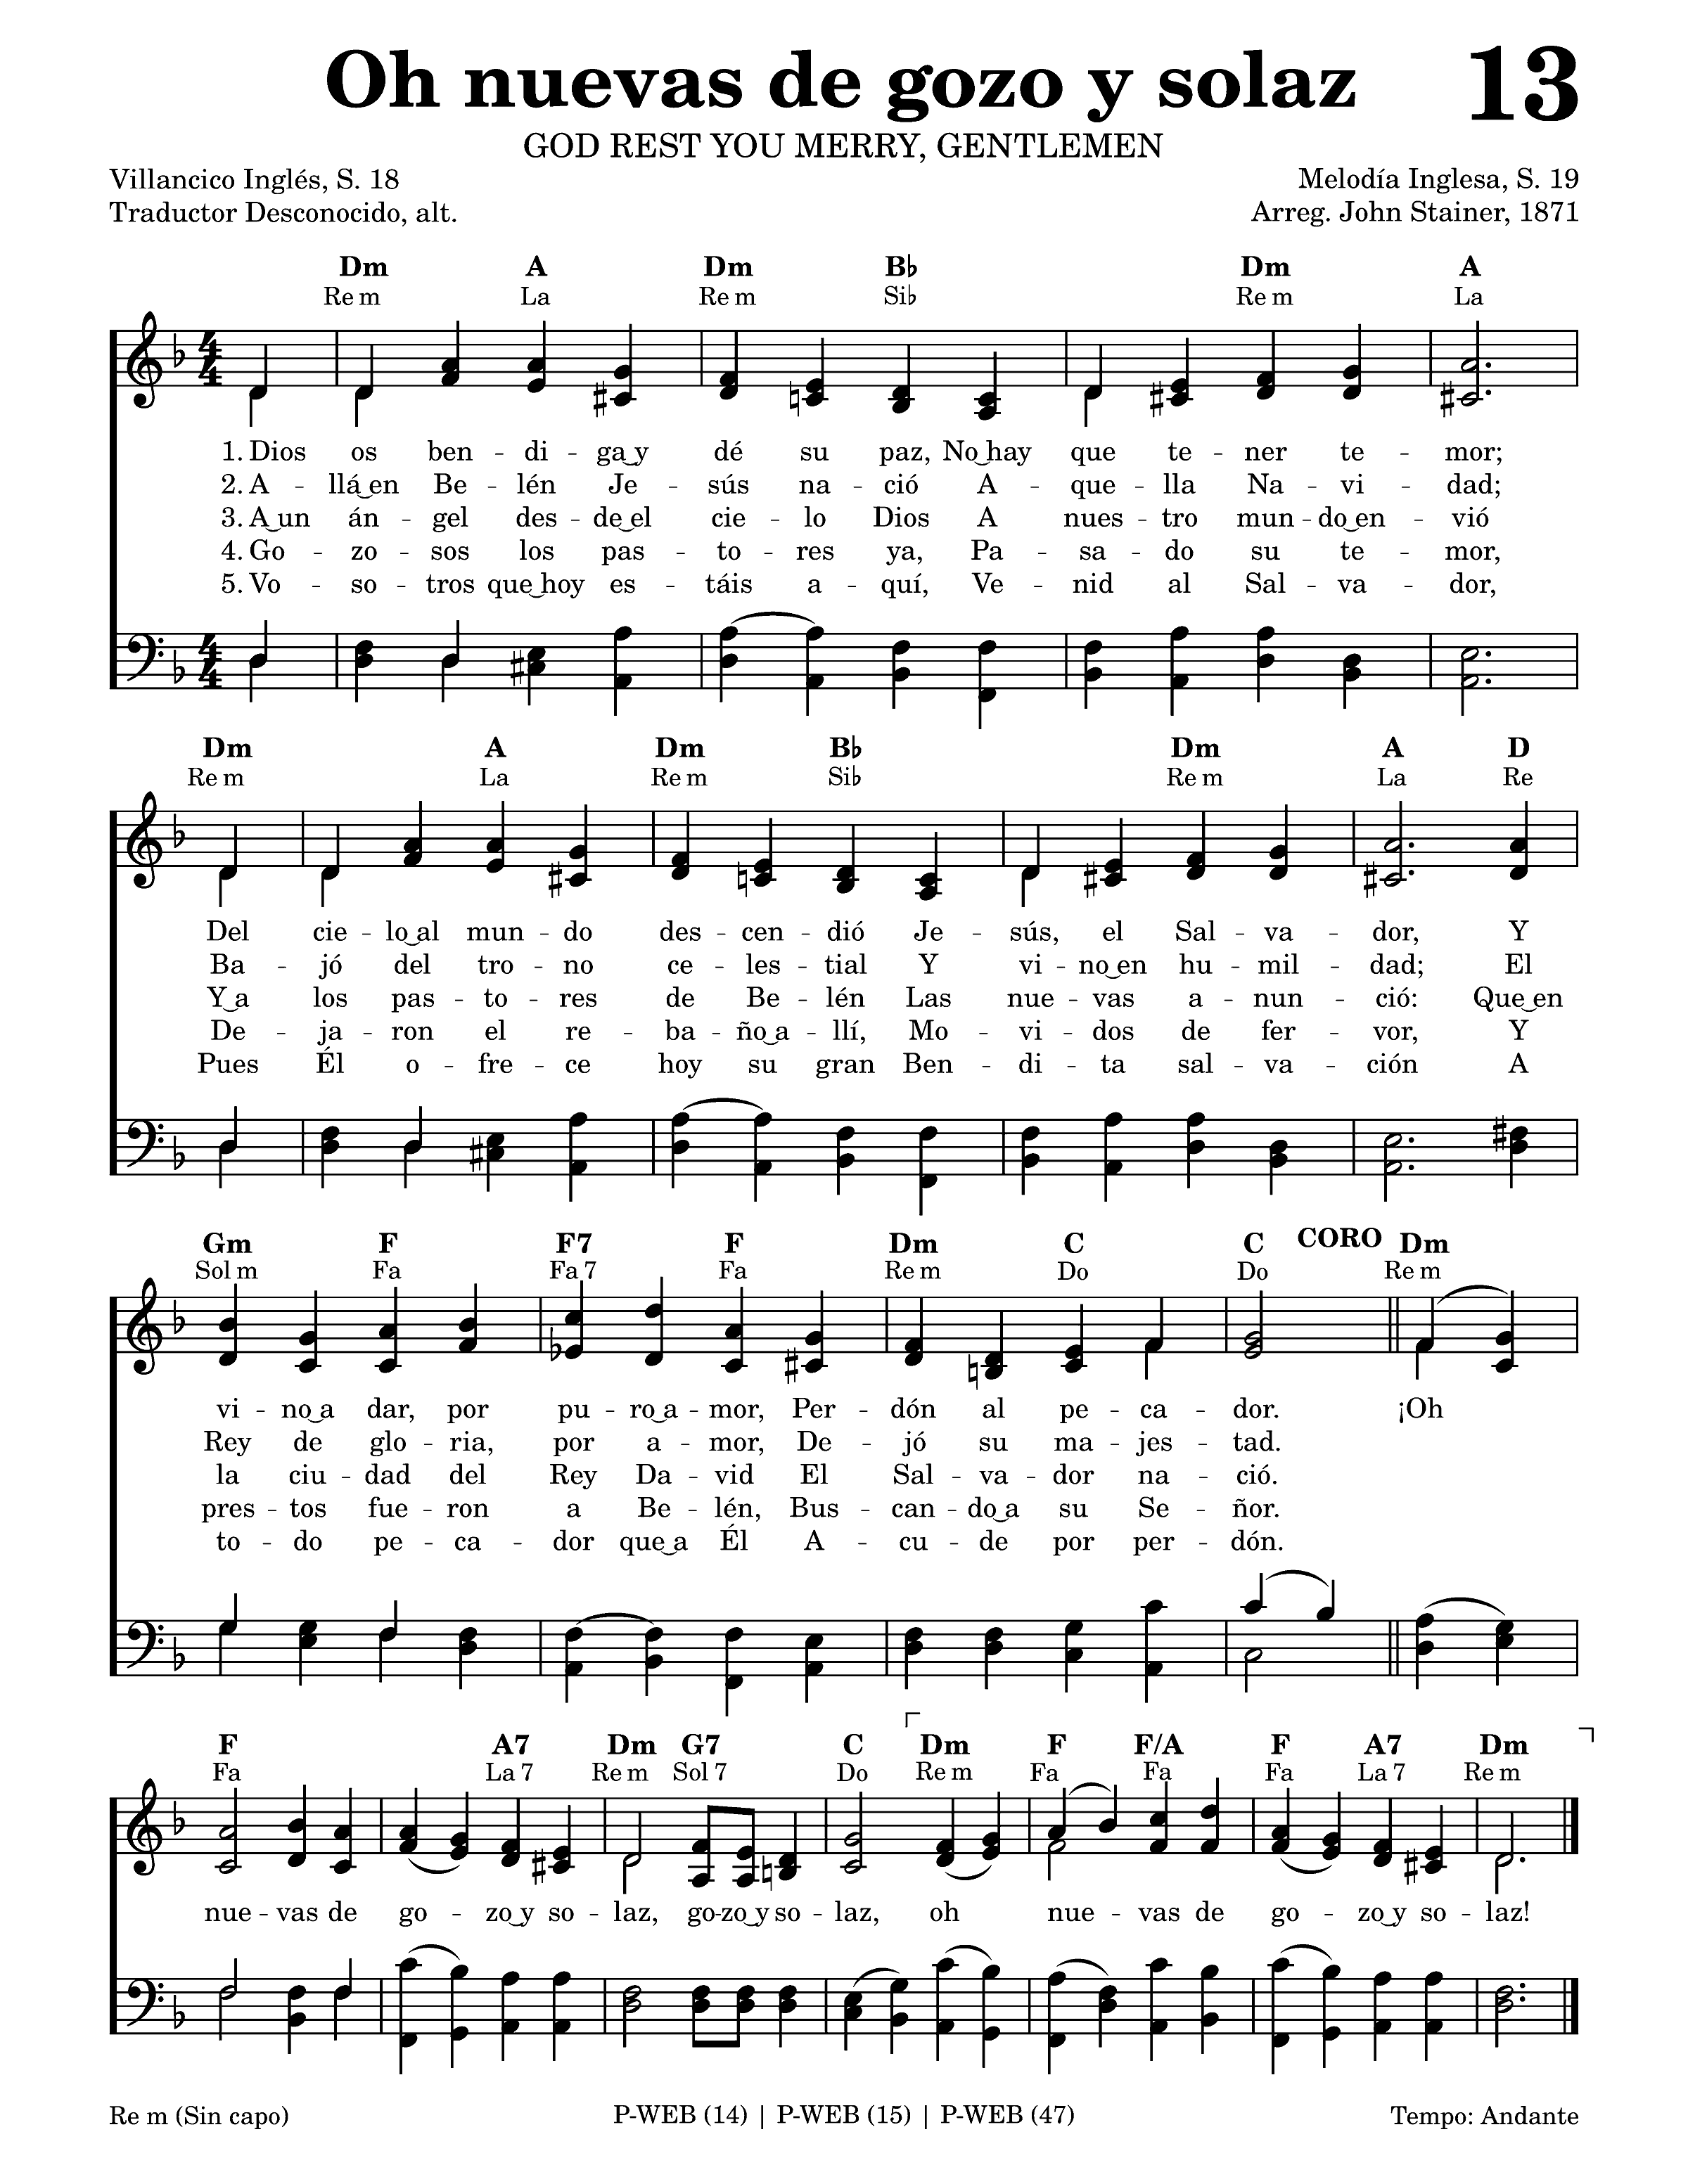 Oh nuevas de gozo y solaz 13
GOD REST YOU MERRY, GENTLEMEN
Villancico Inglés, S. 18 Melodía Inglesa, S. 19
Traductor Desconocido, alt. Arreg. John Stainer, 1871
Dm A Dm B♭ Dm A
Re m La Re m Si♭ Re m La
1. Dios os ben - di - ga‿y dé su paz, No‿hay que te - ner te - mor;
2. A - llá‿en Be - lén Je - sús na - ció A - que - lla Na - vi - dad;
3. A‿un án - gel des - de‿el cie - lo Dios A nues - tro mun - do‿en - vió
4. Go - zo - sos los pas - to - res ya, Pa - sa - do su te - mor,
5. Vo - so - tros que‿hoy es - táis a - quí, Ve - nid al Sal - va - dor,
Dm A Dm B♭ Dm A D
Re m La Re m Si♭ Re m La Re
Del cie - lo‿al mun - do des - cen - dió Je - sús, el Sal - va - dor, Y
Ba - jó del tro - no ce - les - tial Y vi - no‿en hu - mil - dad; El
Y‿a los pas - to - res de Be - lén Las nue - vas a - nun - ció: Que‿en
De - ja - ron el re - ba - ño‿a - llí, Mo - vi - dos de fer - vor, Y
Pues Él o - fre - ce hoy su gran Ben - di - ta sal - va - ción A
Gm F F7 F Dm C C CORO Dm
Sol m Fa Fa 7 Fa Re m Do Do Re m
vi - no‿a dar, por pu - ro‿a - mor, Per - dón al pe - ca - dor. ¡Oh
Rey de glo - ria, por a - mor, De - jó su ma - jes - tad.
la ciu - dad del Rey Da - vid El Sal - va - dor na - ció.
pres - tos fue - ron a Be - lén, Bus - can - do‿a su Se - ñor.
to - do pe - ca - dor que‿a Él A - cu - de por per - dón.
F A7 Dm G7 C Dm F F/A F A7 Dm
Fa La 7 Re m Sol 7 Do Re m Fa Fa Fa La 7 Re m
nue - vas de go - zo‿y so - laz, go - zo‿y so - laz, oh nue - vas de go - zo‿y so - laz!
Re m (Sin capo) P-WEB (14) | P-WEB (15) | P-WEB (47) Tempo: Andante